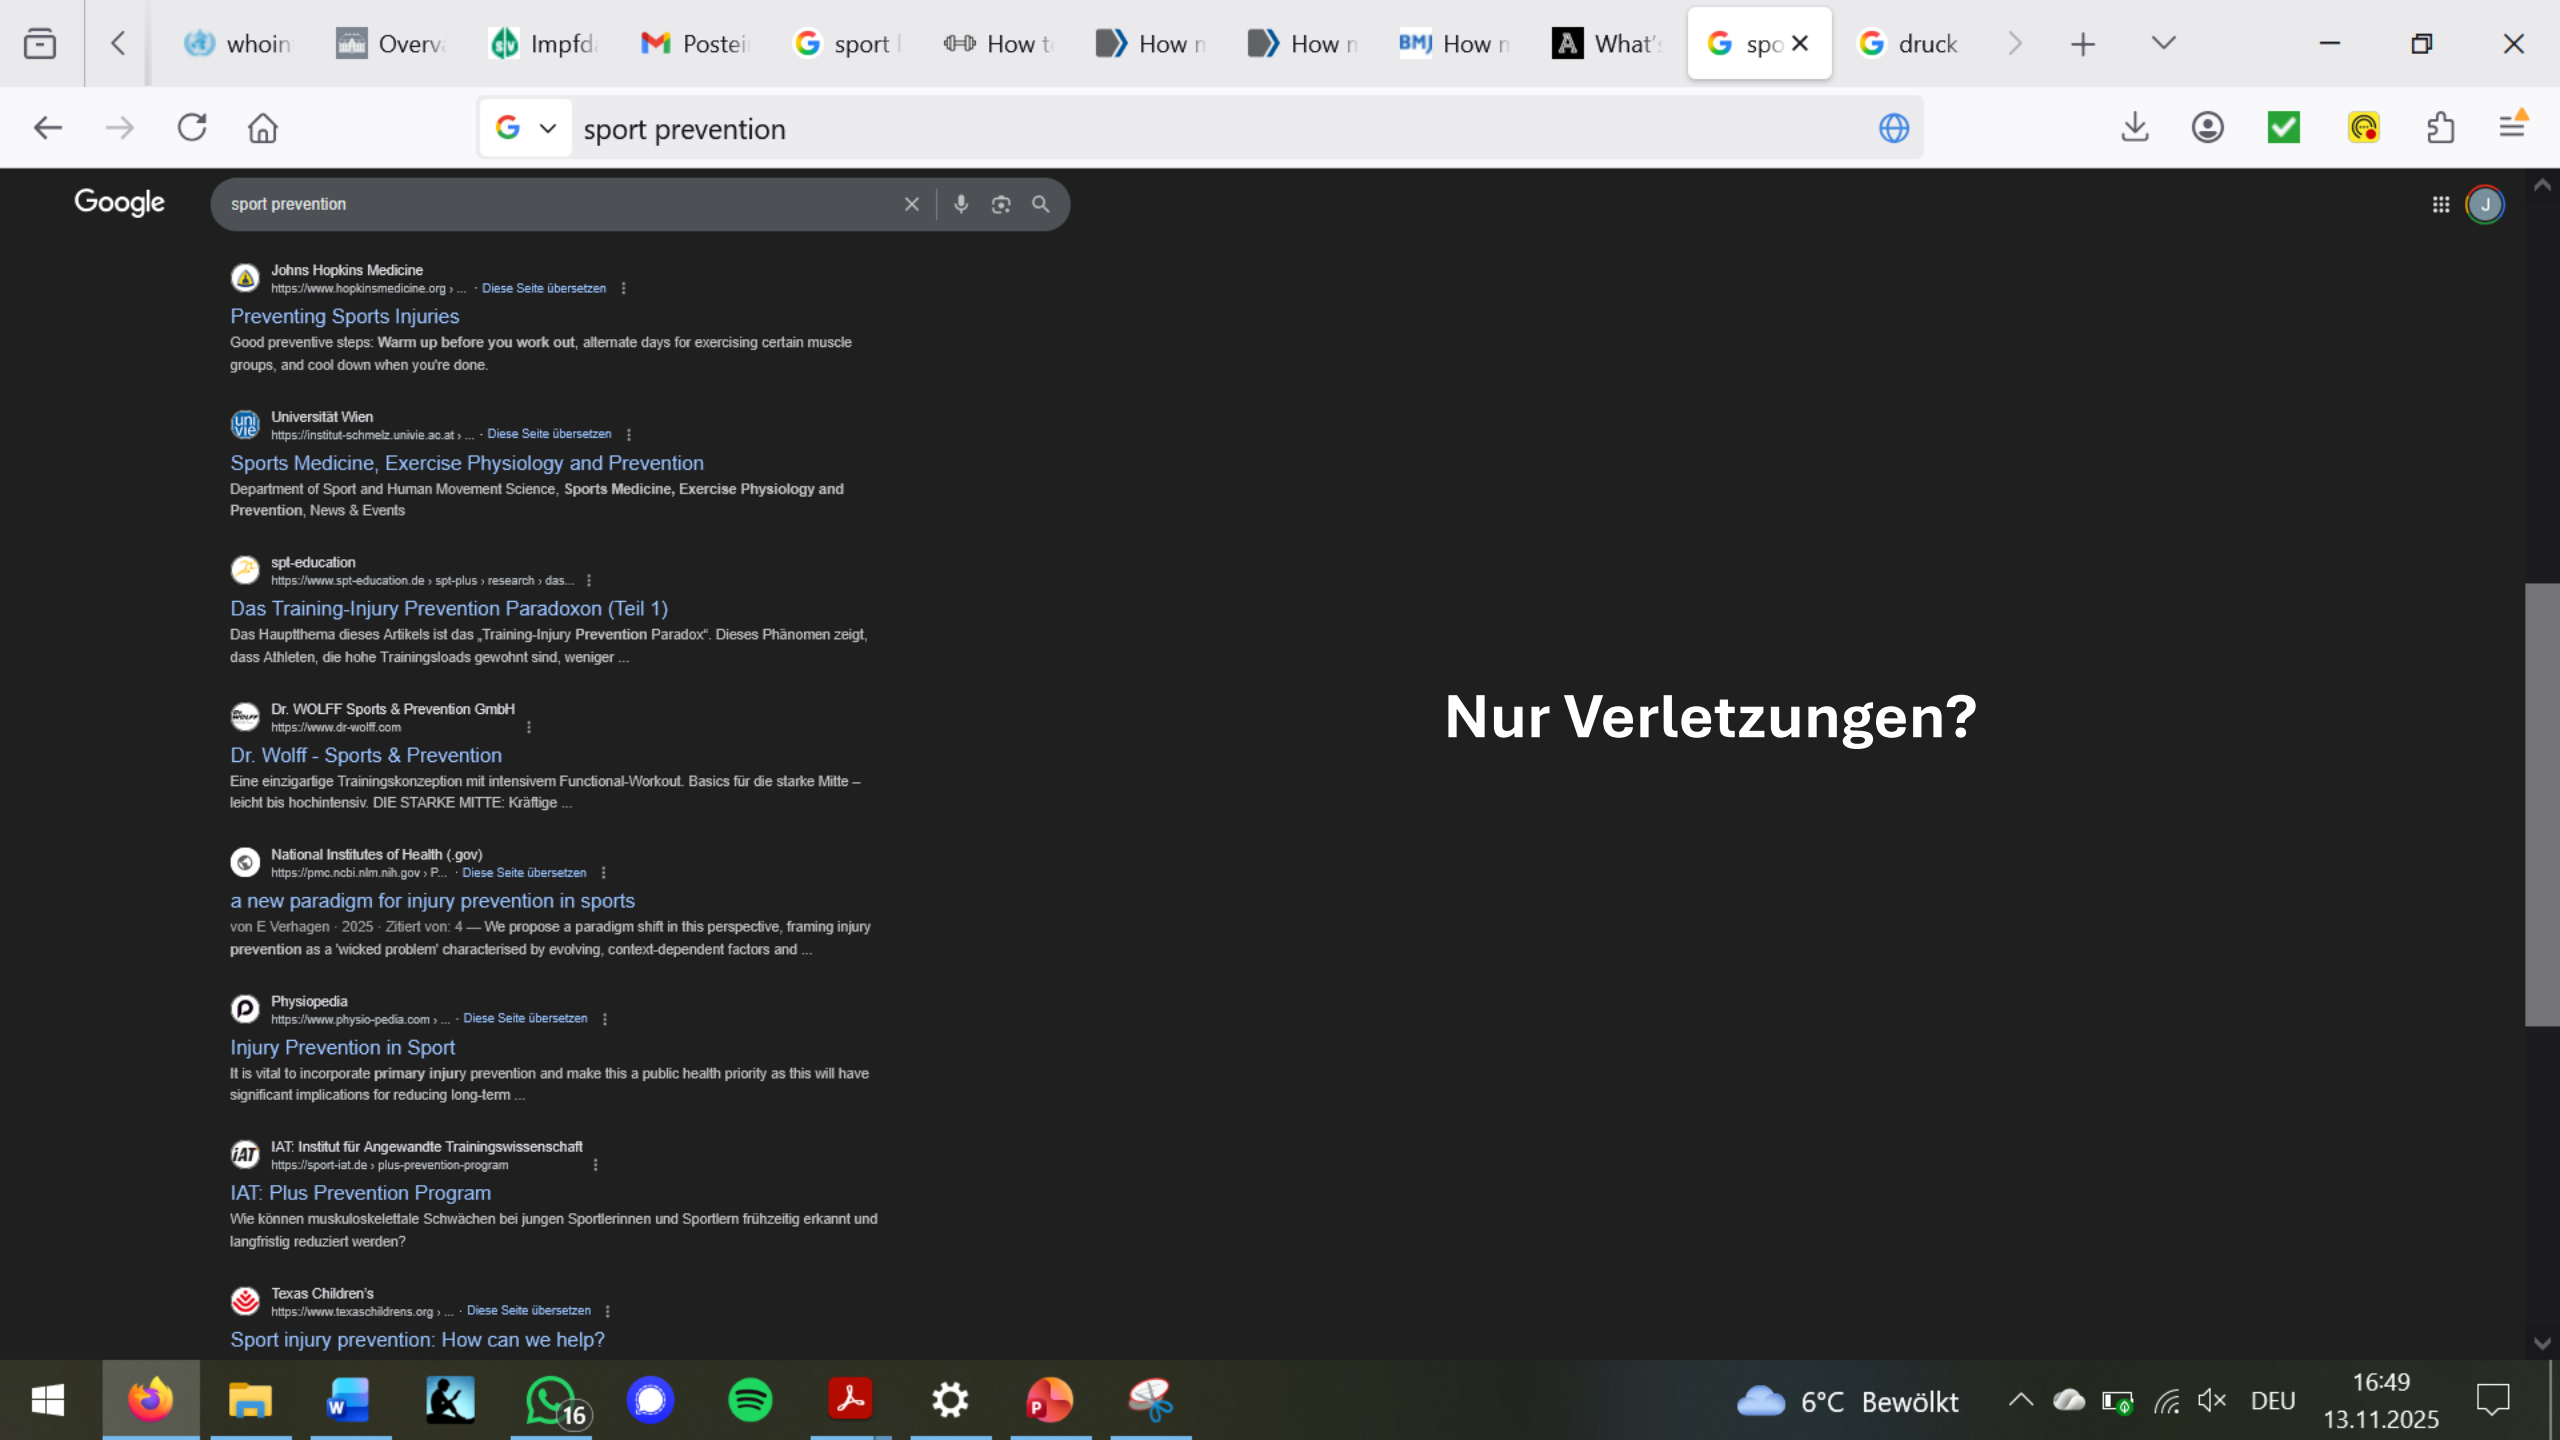 whoin
Overv
Impfd
Postei
sport
How t
How n
How n
BMJ How n
What's
spo
druck
sport prevention
Google
sport prevention
J
Johns Hopkins Medicine
https://www.hopkinsmedicine.org › ... · Diese Seite übersetzen
Preventing Sports Injuries
Good preventive steps: Warm up before you work out, alternate days for exercising certain muscle
groups, and cool down when you're done.
uni
vie
Universität Wien
https://institut-schmelz.univie.ac.at › ... · Diese Seite übersetzen
Sports Medicine, Exercise Physiology and Prevention
Department of Sport and Human Movement Science, Sports Medicine, Exercise Physiology and
Prevention, News & Events
spt-education
https://www.spt-education.de › spt-plus › research › das...
Das Training-Injury Prevention Paradoxon (Teil 1)
Das Hauptthema dieses Artikels ist das „Training-Injury Prevention Paradox“. Dieses Phänomen zeigt,
dass Athleten, die hohe Trainingsloads gewohnt sind, weniger ...
Dr. WOLFF Sports & Prevention GmbH
https://www.dr-wolff.com
Dr. Wolff - Sports & Prevention
Eine einzigartige Trainingskonzeption mit intensivem Functional-Workout. Basics für die starke Mitte –
leicht bis hochintensiv. DIE STARKE MITTE: Kräftige ...
Nur Verletzungen?
National Institutes of Health (.gov)
https://pmc.ncbi.nlm.nih.gov › P... · Diese Seite übersetzen
a new paradigm for injury prevention in sports
von E Verhagen · 2025 · Zitiert von: 4 — We propose a paradigm shift in this perspective, framing injury
prevention as a 'wicked problem' characterised by evolving, context-dependent factors and ...
Physiopedia
https://www.physio-pedia.com › ... · Diese Seite übersetzen
Injury Prevention in Sport
It is vital to incorporate primary injury prevention and make this a public health priority as this will have
significant implications for reducing long-term ...
iAT
IAT: Institut für Angewandte Trainingswissenschaft
https://sport-iat.de › plus-prevention-program
IAT: Plus Prevention Program
Wie können muskuloskelettale Schwächen bei jungen Sportlerinnen und Sportlern frühzeitig erkannt und
langfristig reduziert werden?
Texas Children's
https://www.texaschildrens.org › ... · Diese Seite übersetzen
Sport injury prevention: How can we help?
16
6°C Bewölkt
DEU
16:49
13.11.2025